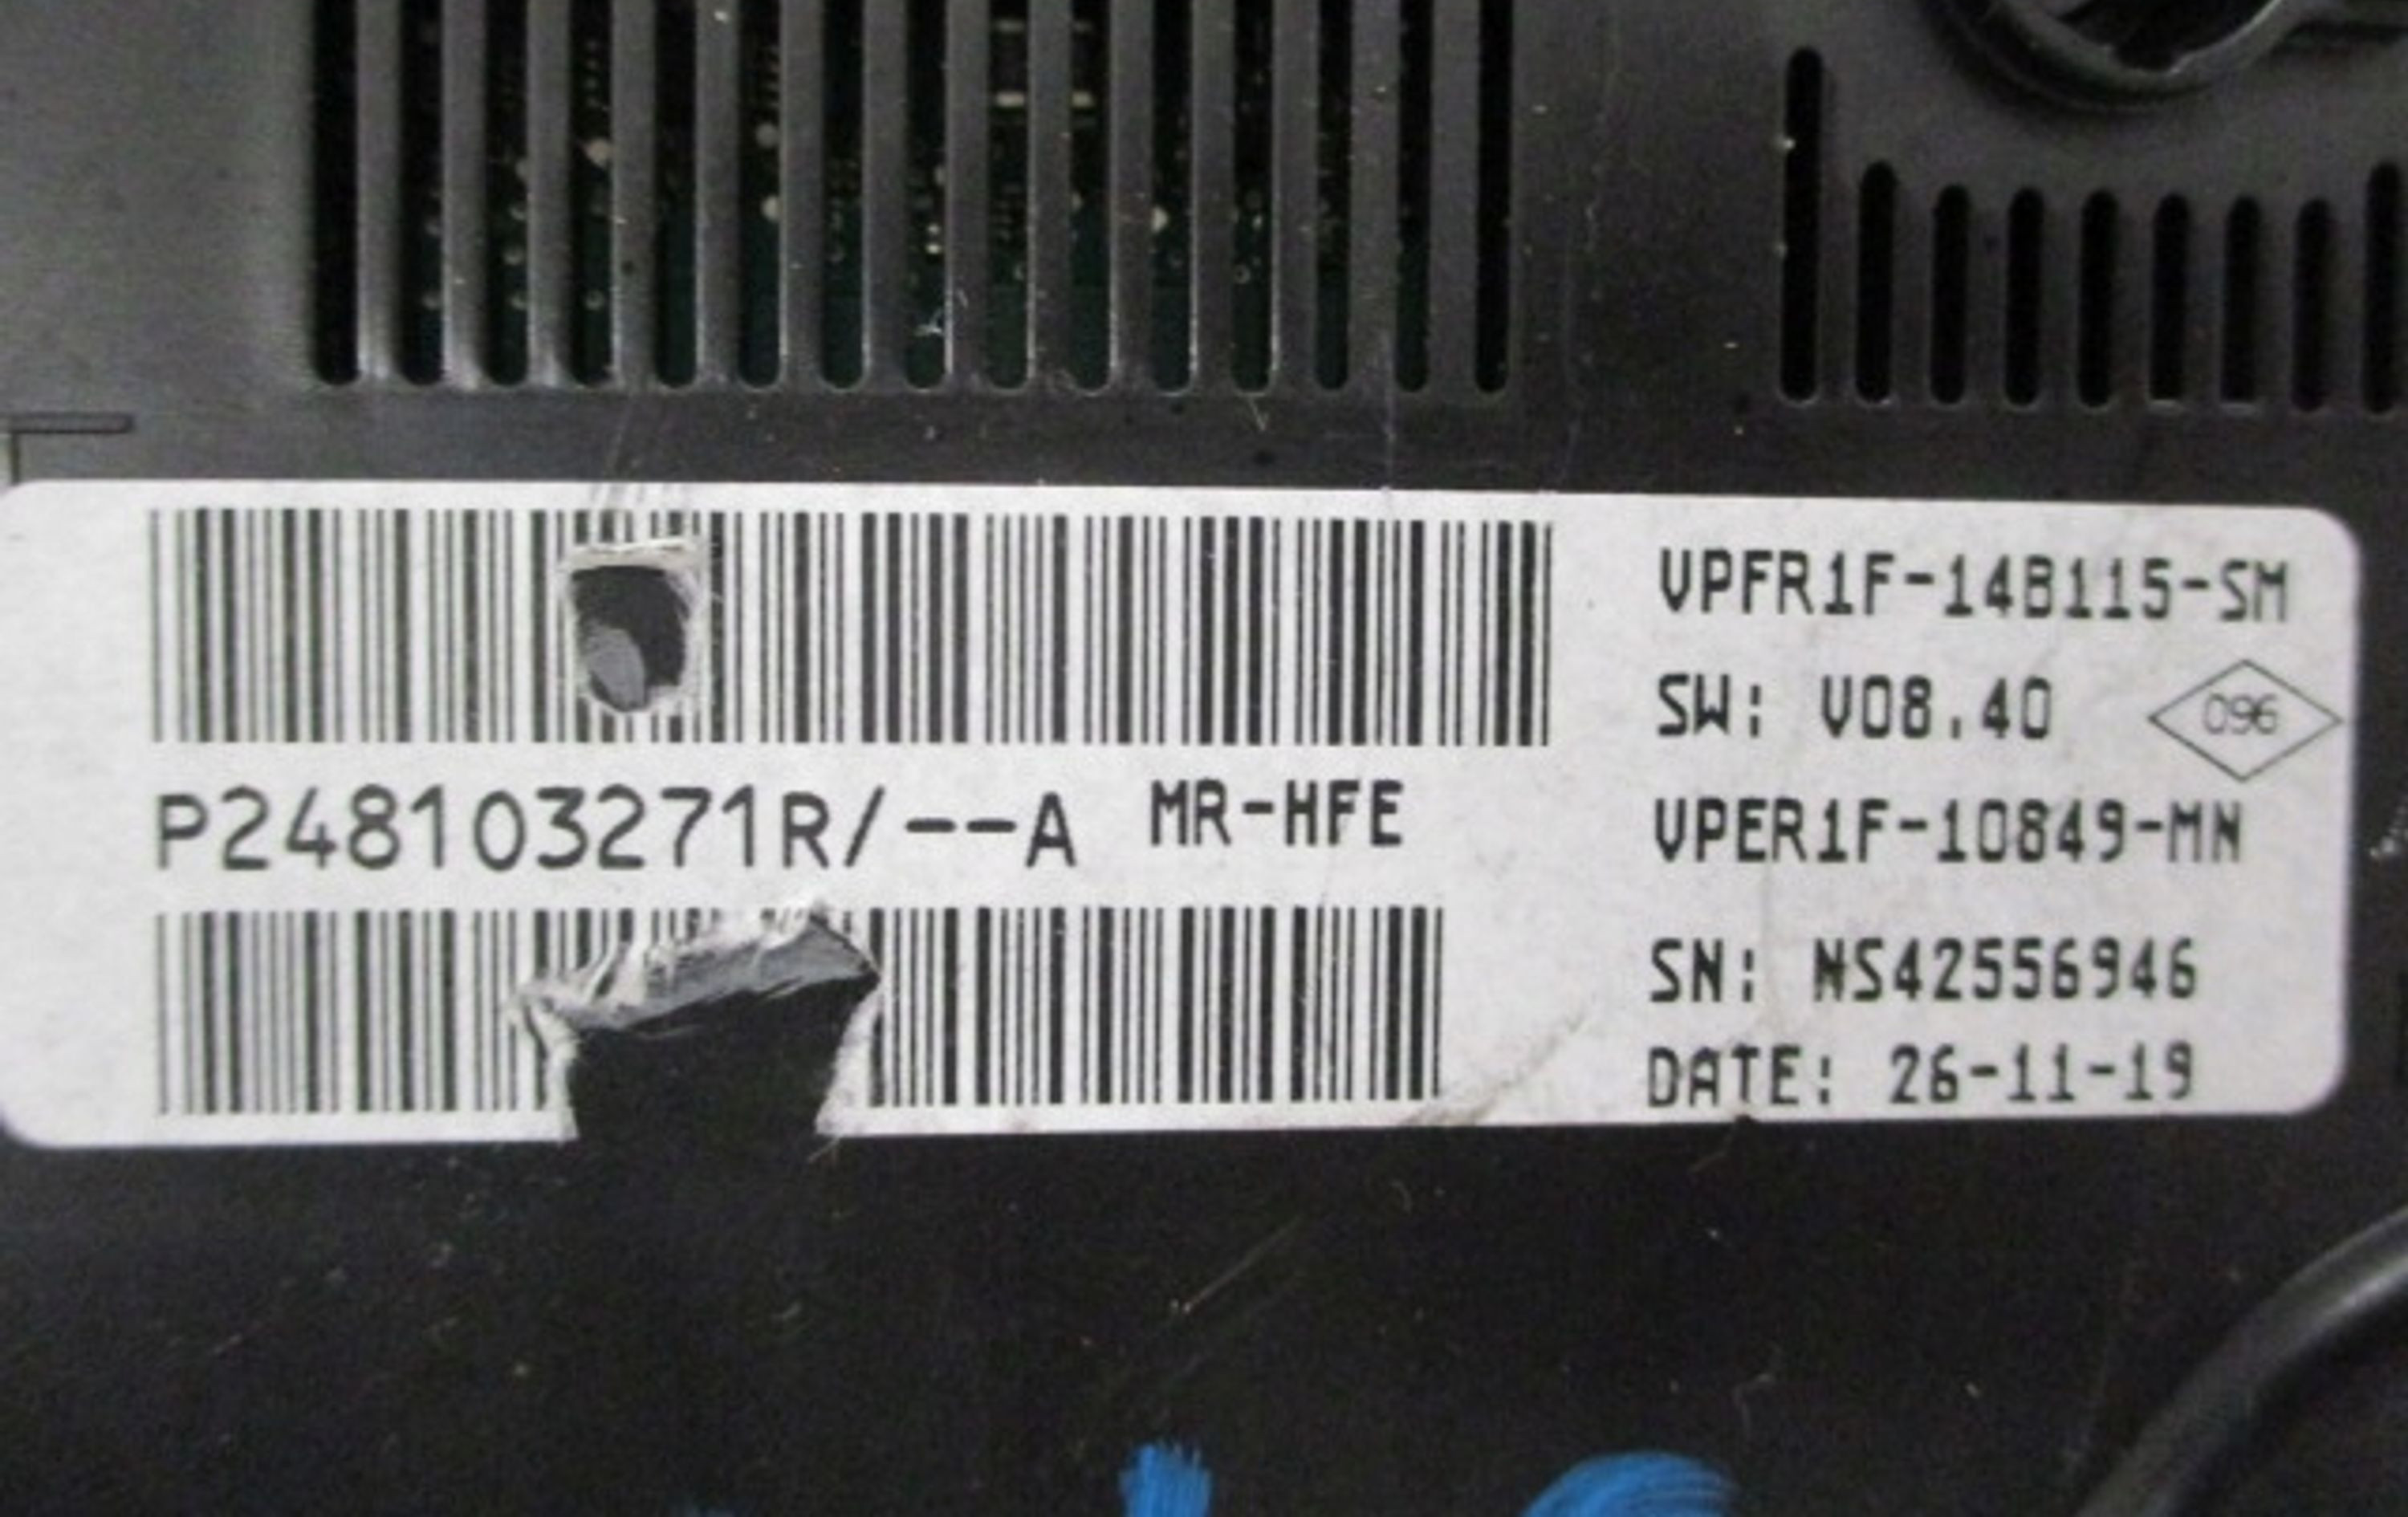 VPFR1F-14B115-SM
SW: V08.40
096
P248103271R/--A MR-HFE
VPER1F-10849-MN
SN: NS42556946
DATE: 26-11-19